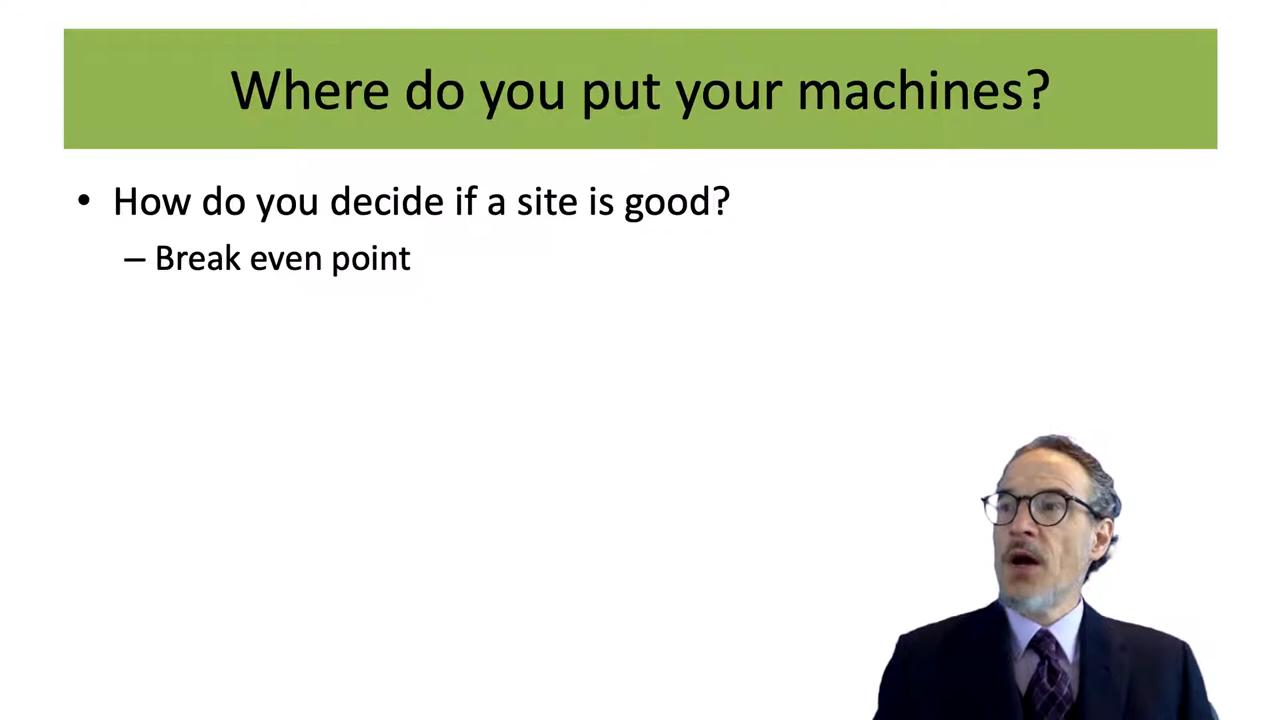 Where do you put your machines?
• How do you decide if a site is good?
– Break even point